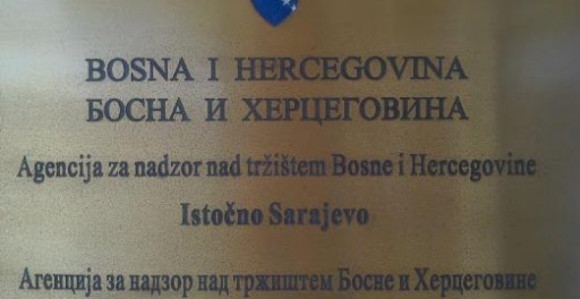 BOSNA I HERCEGOVINA
БОСНА И ХЕРЦЕГОВИНА
Agencija za nadzor nad tržištem Bosne i Hercegovine
Istočno Sarajevo
Агенција за надзор над тржиштем Босне и Херцеговине